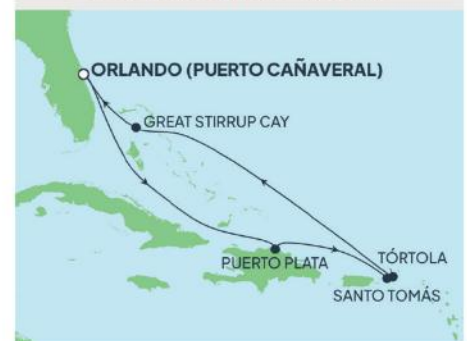 ORLANDO (PUERTO CAÑAVERAL)
GREAT STIRRUP CAY
PUERTO PLATA
TÓRTOLA
SANTO TOMÁS